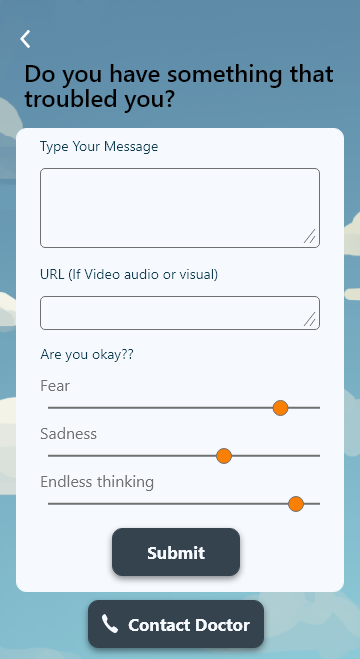 Do you have something that
troubled you?
Type Your Message
URL (If Video audio or visual)
Are you okay??
Fear
Sadness
Endless thinking
Submit
Contact Doctor